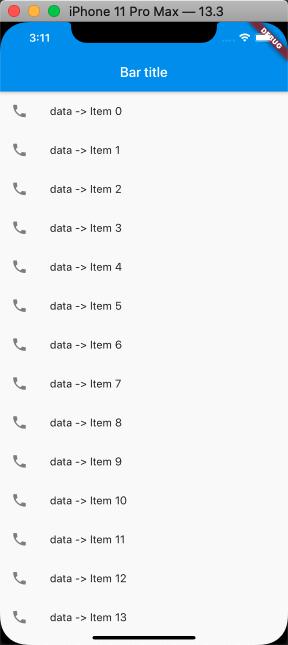 iPhone 11 Pro Max — 13.3
3:11
DEBUG
Bar title
data -> Item 0
data -> Item 1
data -> Item 2
data -> Item 3
data -> Item 4
data -> Item 5
data -> Item 6
data -> Item 7
data -> Item 8
data -> Item 9
data -> Item 10
data -> Item 11
data -> Item 12
data -> Item 13